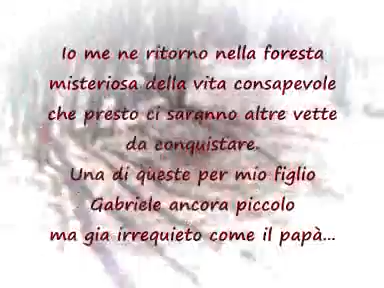 Io me ne ritorno nella foresta
misteriosa della vita consapevole
che presto ci saranno altre vette
da conquistare.
Una di queste per mio figlio
Gabriele ancora piccolo
ma gia irrequieto come il papà...